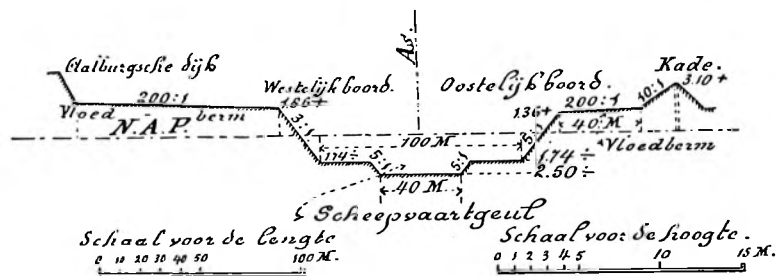 As.
Aalburgsche dijk
Westelijk boord.
Oostelijk boord.
Kade.
200:1
1.66+
1.36+
200:1
10:1
3.10+
Vloed berm
N.A.P.
3:1
100 M
40 M
1.74÷
5:1
5:1
5
1.74÷
Vloedberm
2.50÷
40 M
Scheepvaartgeul
Schaal voor de lengte
0 10 20 30 40 50 100 M.
Schaal voor de hoogte.
0 1 2 3 4 5 10 15 M.